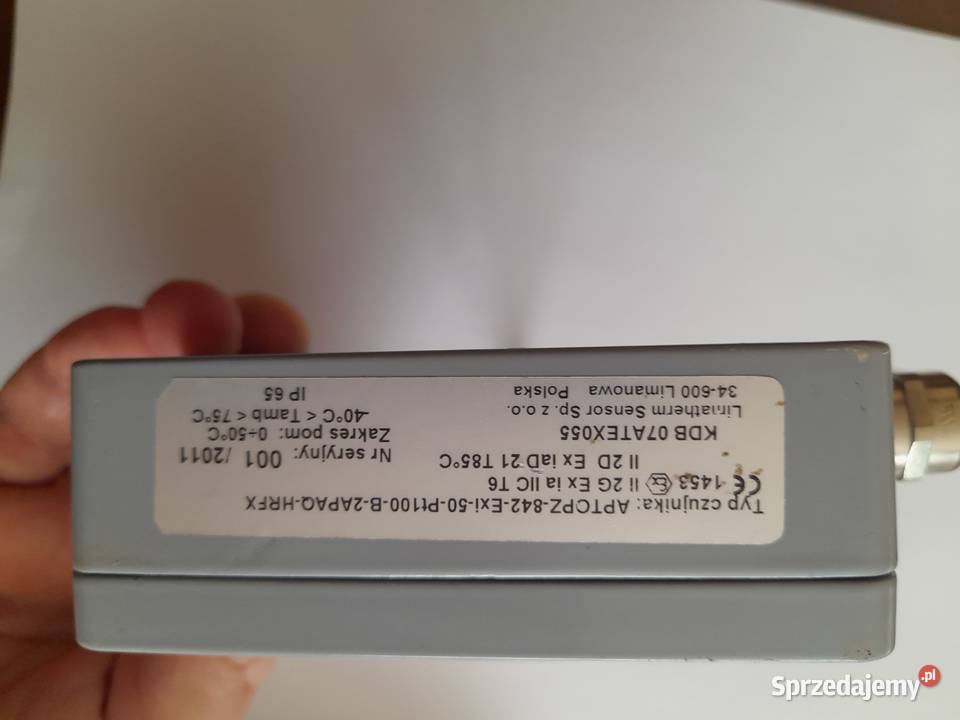 Typ czujnika: APTOPZ-842-Exi-50-Pt100-B-2APAQ-HRFX
CE 1453 Ex II 2G Ex ia IIC T6
II 2D Ex iaD 21 T85°C
KDB 07ATEX055
Limatherm Sensor Sp. z o.o.
34-600 Limanowa Polska
Nr seryjny: 001 /2011
Zakres pom: 0÷50°C
-40°C < Tamb < 75°C
IP 65
Sprzedajemy.pl